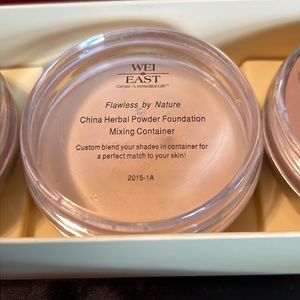 WEI
EAST
Create A Beautiful Life™
Flawless by Nature
China Herbal Powder Foundation
Mixing Container
Custom blend your shades in container for
a perfect match to your skin!
2015-1A